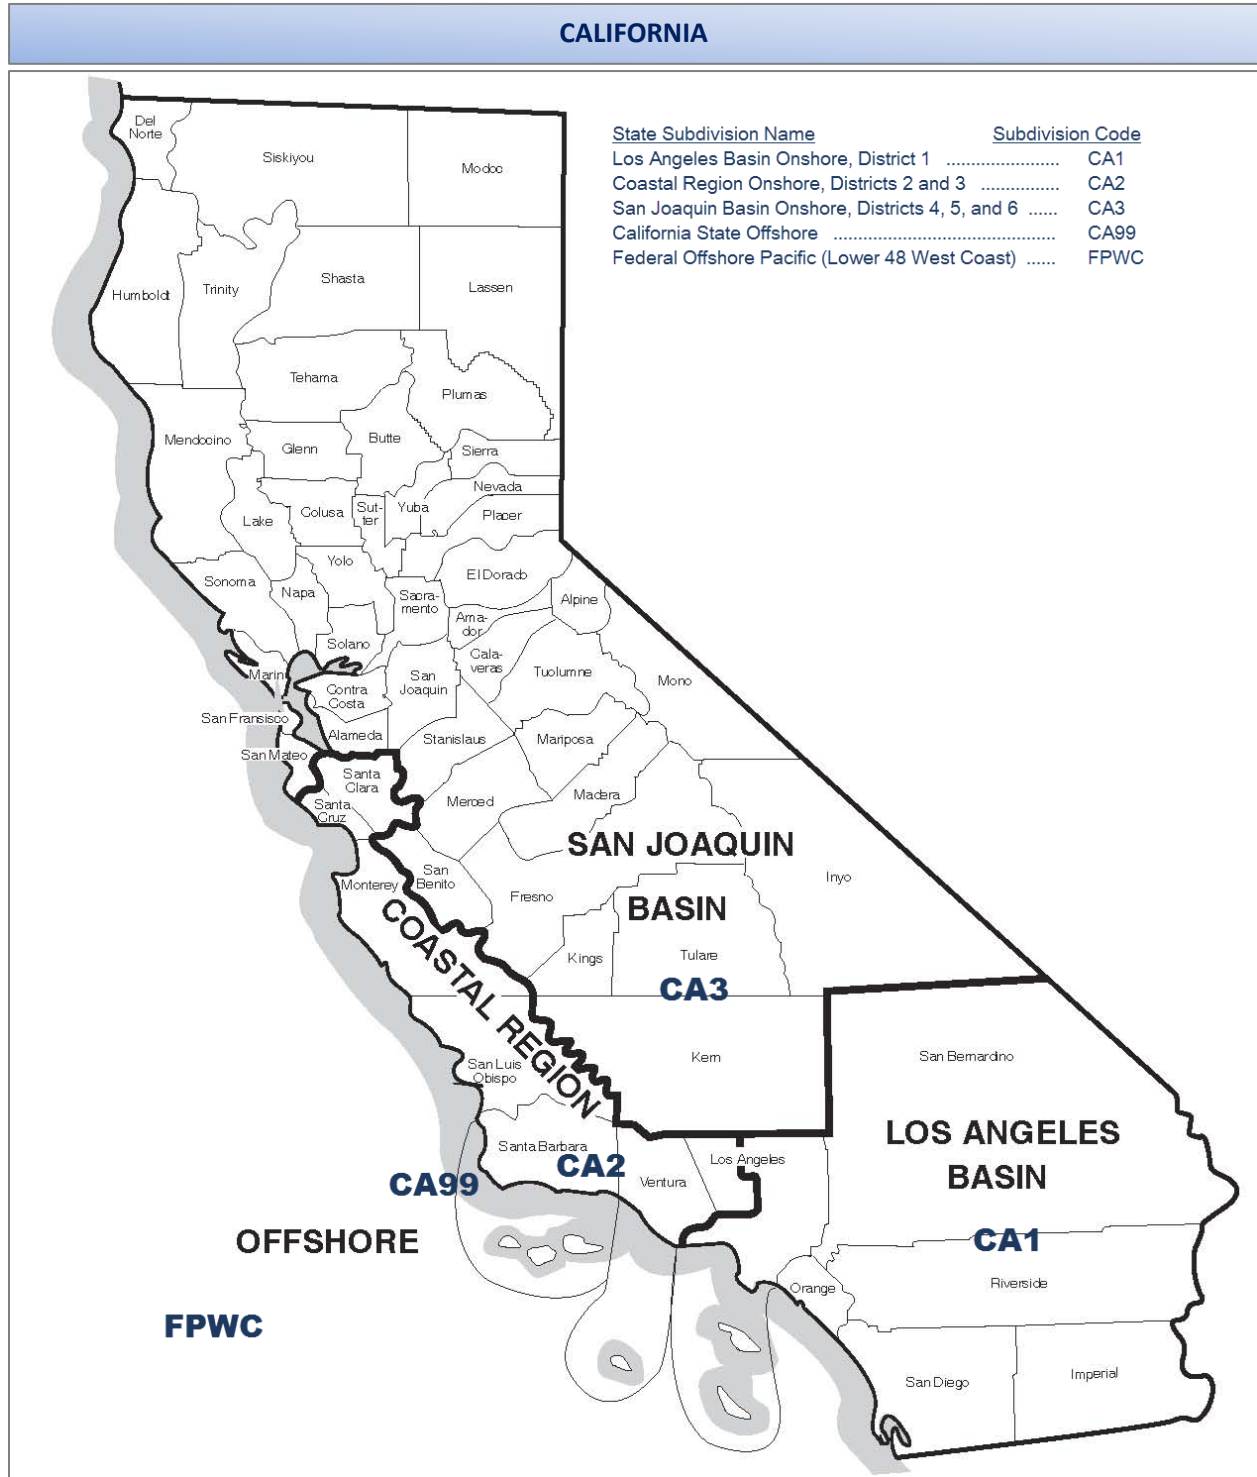 CALIFORNIA
State Subdivision Name Subdivision Code
Los Angeles Basin Onshore, District 1 ....................... CA1
Coastal Region Onshore, Districts 2 and 3 ................ CA2
San Joaquin Basin Onshore, Districts 4, 5, and 6 ...... CA3
California State Offshore ............................................. CA99
Federal Offshore Pacific (Lower 48 West Coast) ...... FPWC
Del
Norte
Siskiyou
Modoc
Humboldt
Trinity
Shasta
Lassen
Tehama
Plumas
Mendocino
Glenn
Butte
Sierra
Nevada
Lake
Colusa
Sut-
ter
Yuba
Placer
Sonoma
Napa
Yolo
El Dorado
Sacra-
mento
Alpine
Ama-
dor
Solano
Cala-
veras
Marin
Contra
Costa
San
Joaquin
Tuolumne
Mono
San Fransisco
Alameda
Stanislaus
Mariposa
San Mateo
Santa
Clara
Santa
Cruz
Merced
Madera
SAN JOAQUIN
BASIN
Monterey
San
Benito
Fresno
Inyo
Kings
Tulare
CA3
COASTAL REGION
San Luis
Obispo
Kern
San Bernardino
LOS ANGELES
BASIN
Santa Barbara
CA2
Ventura
Los Angeles
CA99
OFFSHORE
CA1
Orange
Riverside
FPWC
San Diego
Imperial